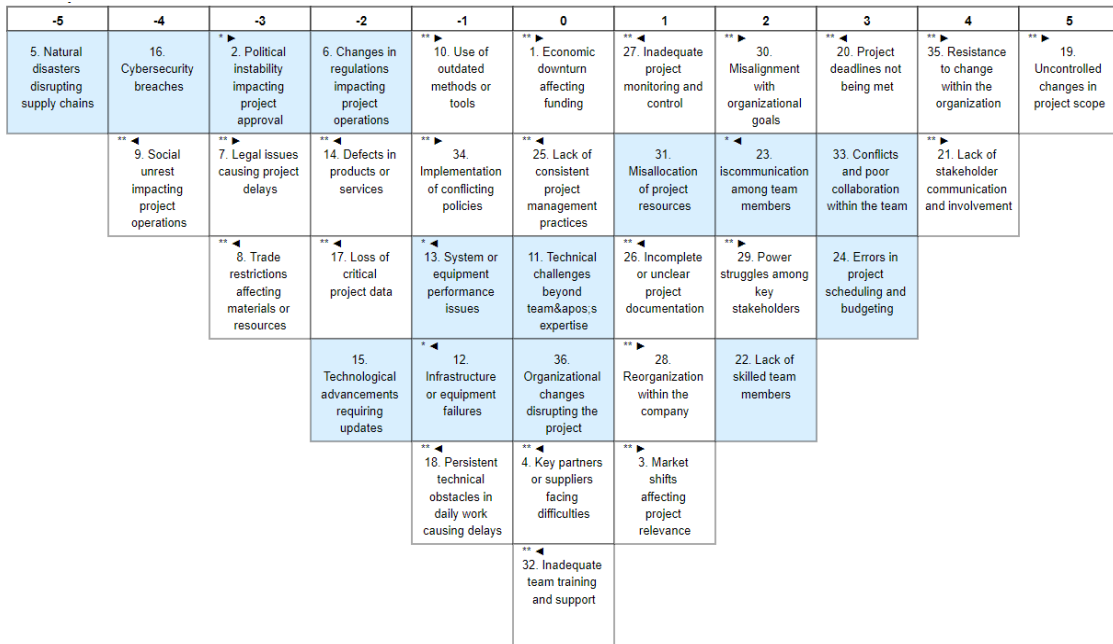 -5 -4 -3 -2 -1 0 1 2 3 4 5
5. Natural
disasters
disrupting
supply chains
16.
Cybersecurity
breaches
* ►
2. Political
instability
impacting
project
approval
6. Changes in
regulations
impacting
project
operations
** ►
10. Use of
outdated
methods or
tools
** ►
1. Economic
downturn
affecting
funding
** ◄
27. Inadequate
project
monitoring and
control
** ►
30.
Misalignment
with
organizational
goals
** ◄
20. Project
deadlines not
being met
** ►
35. Resistance
to change
within the
organization
** ►
19.
Uncontrolled
changes in
project scope
** ◄
9. Social
unrest
impacting
project
operations
** ►
7. Legal issues
causing project
delays
** ◄
14. Defects in
products or
services
** ►
34.
Implementation
of conflicting
policies
** ◄
25. Lack of
consistent
project
management
practices
31.
Misallocation
of project
resources
* ◄
23.
iscommunication
among team
members
33. Conflicts
and poor
collaboration
within the team
** ►
21. Lack of
stakeholder
communication
and involvement
** ◄
8. Trade
restrictions
affecting
materials or
resources
** ◄
17. Loss of
critical
project data
* ◄
13. System or
equipment
performance
issues
11. Technical
challenges
beyond
team&apos;s
expertise
** ◄
26. Incomplete
or unclear
project
documentation
** ►
29. Power
struggles among
key
stakeholders
24. Errors in
project
scheduling and
budgeting
15.
Technological
advancements
requiring
updates
* ◄
12.
Infrastructure
or equipment
failures
36.
Organizational
changes
disrupting the
project
** ►
28.
Reorganization
within the
company
22. Lack of
skilled team
members
** ◄
18. Persistent
technical
obstacles in
daily work
causing delays
** ◄
4. Key partners
or suppliers
facing
difficulties
** ►
3. Market
shifts
affecting
project
relevance
** ◄
32. Inadequate
team training
and support